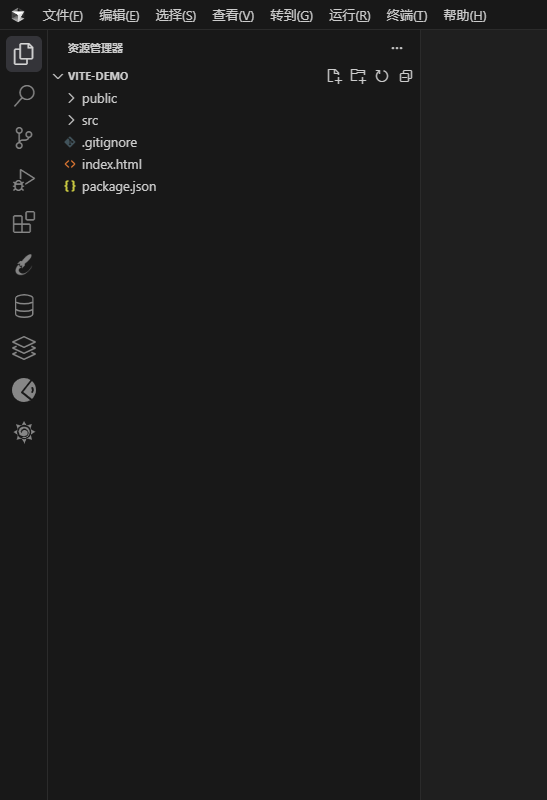 文件(F) 编辑(E) 选择(S) 查看(V) 转到(G) 运行(R) 终端(T) 帮助(H)
资源管理器
VITE-DEMO
public
src
.gitignore
index.html
package.json